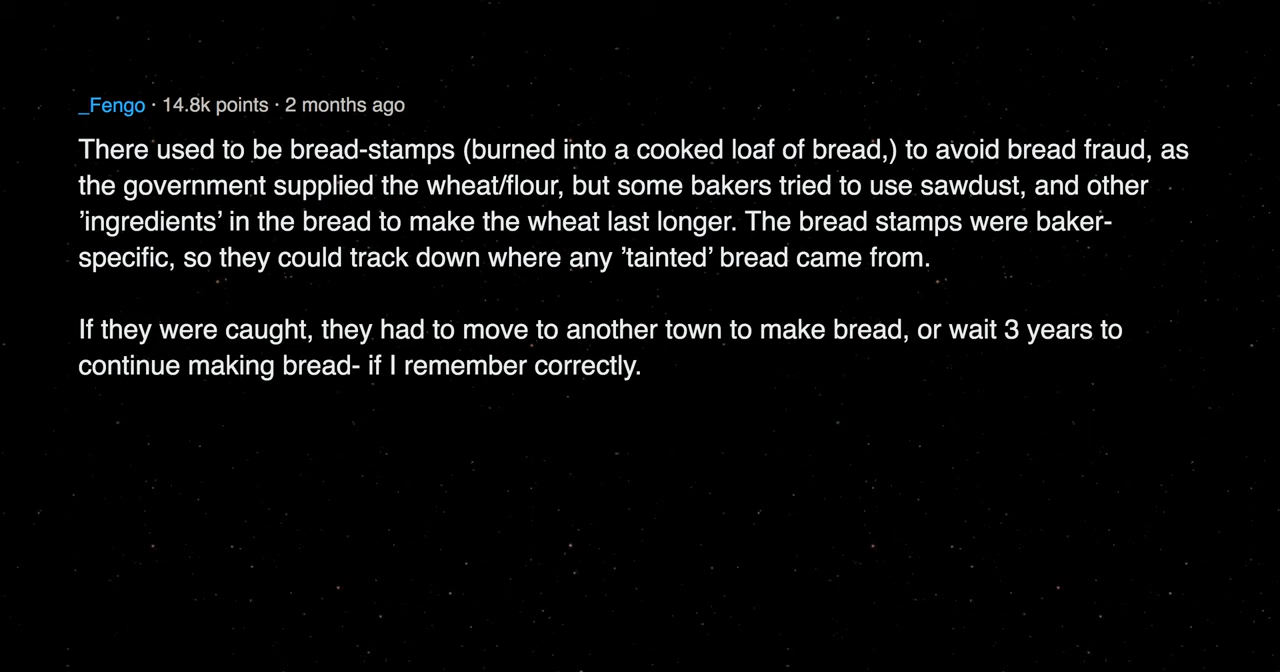 _Fengo · 14.8k points · 2 months ago
There used to be bread-stamps (burned into a cooked loaf of bread,) to avoid bread fraud, as
the government supplied the wheat/flour, but some bakers tried to use sawdust, and other
’ingredients’ in the bread to make the wheat last longer. The bread stamps were baker-
specific, so they could track down where any ’tainted’ bread came from.
If they were caught, they had to move to another town to make bread, or wait 3 years to
continue making bread- if I remember correctly.